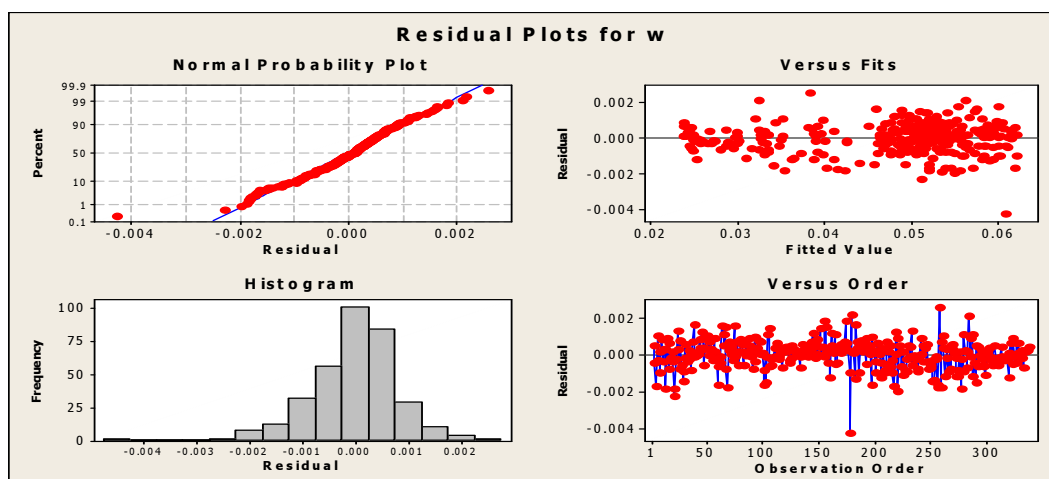 Residual Plots for w
Normal Probability Plot
99.9
99
90
50
10
1
0.1
Percent
-0.004 -0.002 0.000 0.002
Residual
Versus Fits
0.002
0.000
-0.002
-0.004
Residual
0.02 0.03 0.04 0.05 0.06
Fitted Value
Histogram
100
75
50
25
0
Frequency
-0.004 -0.003 -0.002 -0.001 0.000 0.001 0.002
Residual
Versus Order
0.002
0.000
-0.002
-0.004
Residual
1 50 100 150 200 250 300
Observation Order